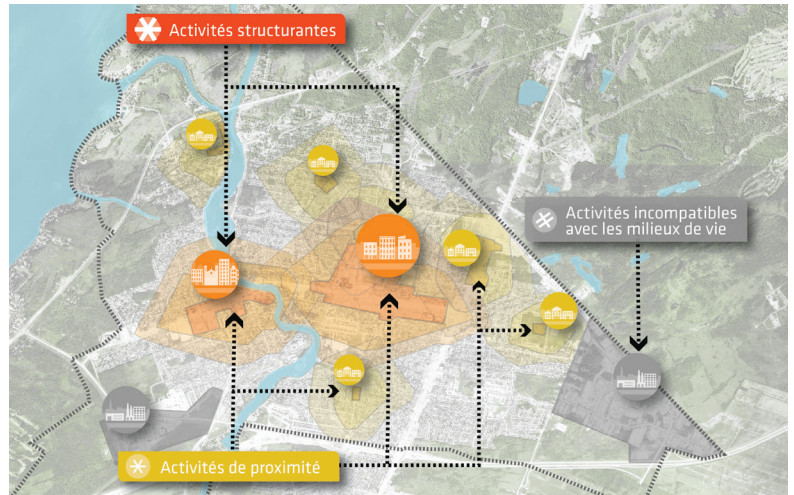 Activités structurantes
Activités incompatibles
avec les milieux de vie
Activités de proximité